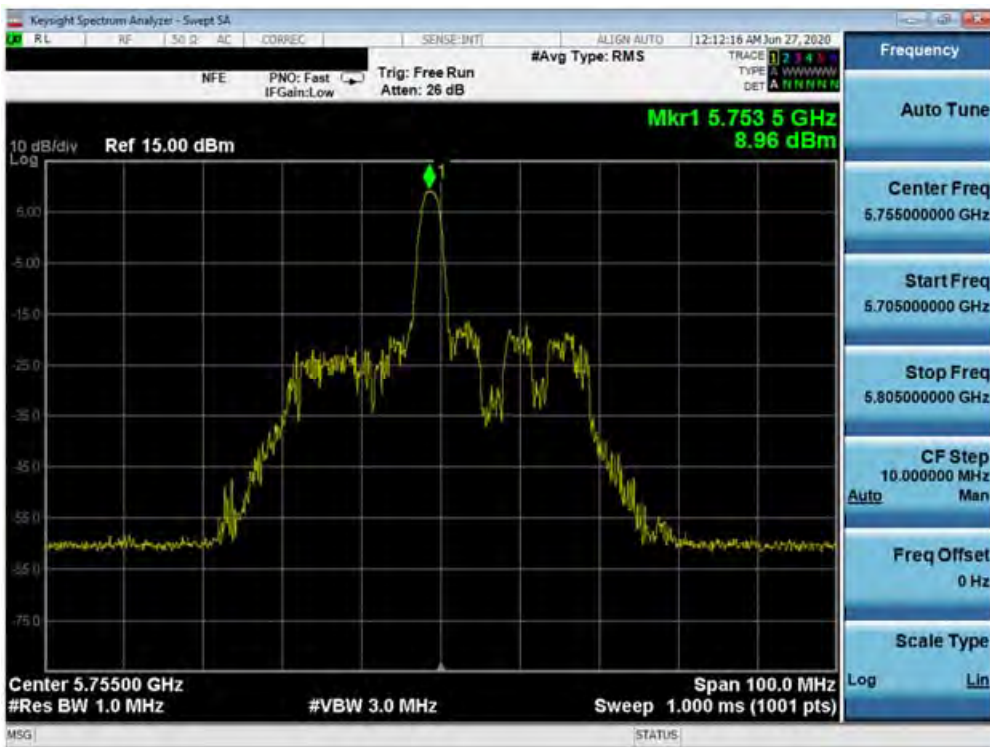 Keysight Spectrum Analyzer - Swept SA
RL RF 50 Ω AC CORREC SENSE:INT ALIGN AUTO 12:12:16 AM Jun 27, 2020
#Avg Type: RMS
TRACE 1 2 3 4 5 6
TYPE A WWWWW
DET A N N N N N
NFE PNO: Fast Trig: Free Run
IFGain:Low Atten: 26 dB
Mkr1 5.753 5 GHz
8.96 dBm
10 dB/div Ref 15.00 dBm
Log
1
5.00
-5.00
-15.0
-25.0
-35.0
-45.0
-55.0
-65.0
-75.0
Center 5.75500 GHz Span 100.0 MHz
#Res BW 1.0 MHz #VBW 3.0 MHz Sweep 1.000 ms (1001 pts)
MSG STATUS
Frequency
Auto Tune
Center Freq
5.755000000 GHz
Start Freq
5.705000000 GHz
Stop Freq
5.805000000 GHz
CF Step
10.000000 MHz
Auto Man
Freq Offset
0 Hz
Scale Type
Log Lin